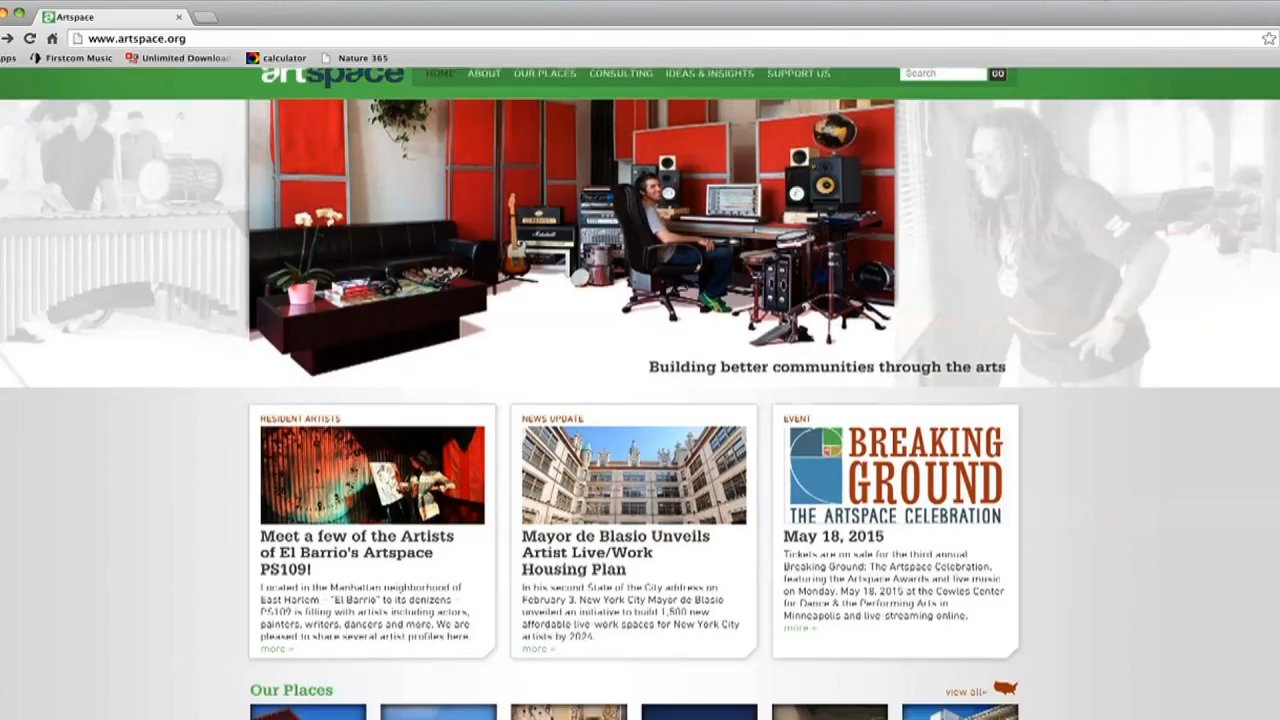 Artspace
www.artspace.org
Apps Firstcom Music Unlimited Download calculator Nature 365
artspace HOME ABOUT OUR PLACES CONSULTING IDEAS & INSIGHTS SUPPORT US Search GO
Marshall
Building better communities through the arts
RESIDENT ARTISTS
Meet a few of the Artists
of El Barrio's Artspace
PS109!
Located in the Manhattan neighborhood of
East Harlem – "El Barrio" to its denizens –
PS109 is filling with artists including actors,
painters, writers, dancers and more. We are
pleased to share several artist profiles here.
more »
NEWS UPDATE
Mayor de Blasio Unveils
Artist Live/Work
Housing Plan
In his second State of the City address on
February 3, New York City Mayor de Blasio
unveiled an initiative to build 1,500 new
affordable live-work spaces for New York City
artists by 2024.
more »
EVENT
BREAKING
GROUND
THE ARTSPACE CELEBRATION
May 18, 2015
Tickets are on sale for the third annual
Breaking Ground: The Artspace Celebration,
featuring the Artspace Awards and live music
on Monday, May 18, 2015 at the Cowles Center
for Dance & the Performing Arts in
Minneapolis and live-streaming online.
more »
Our Places
view all»